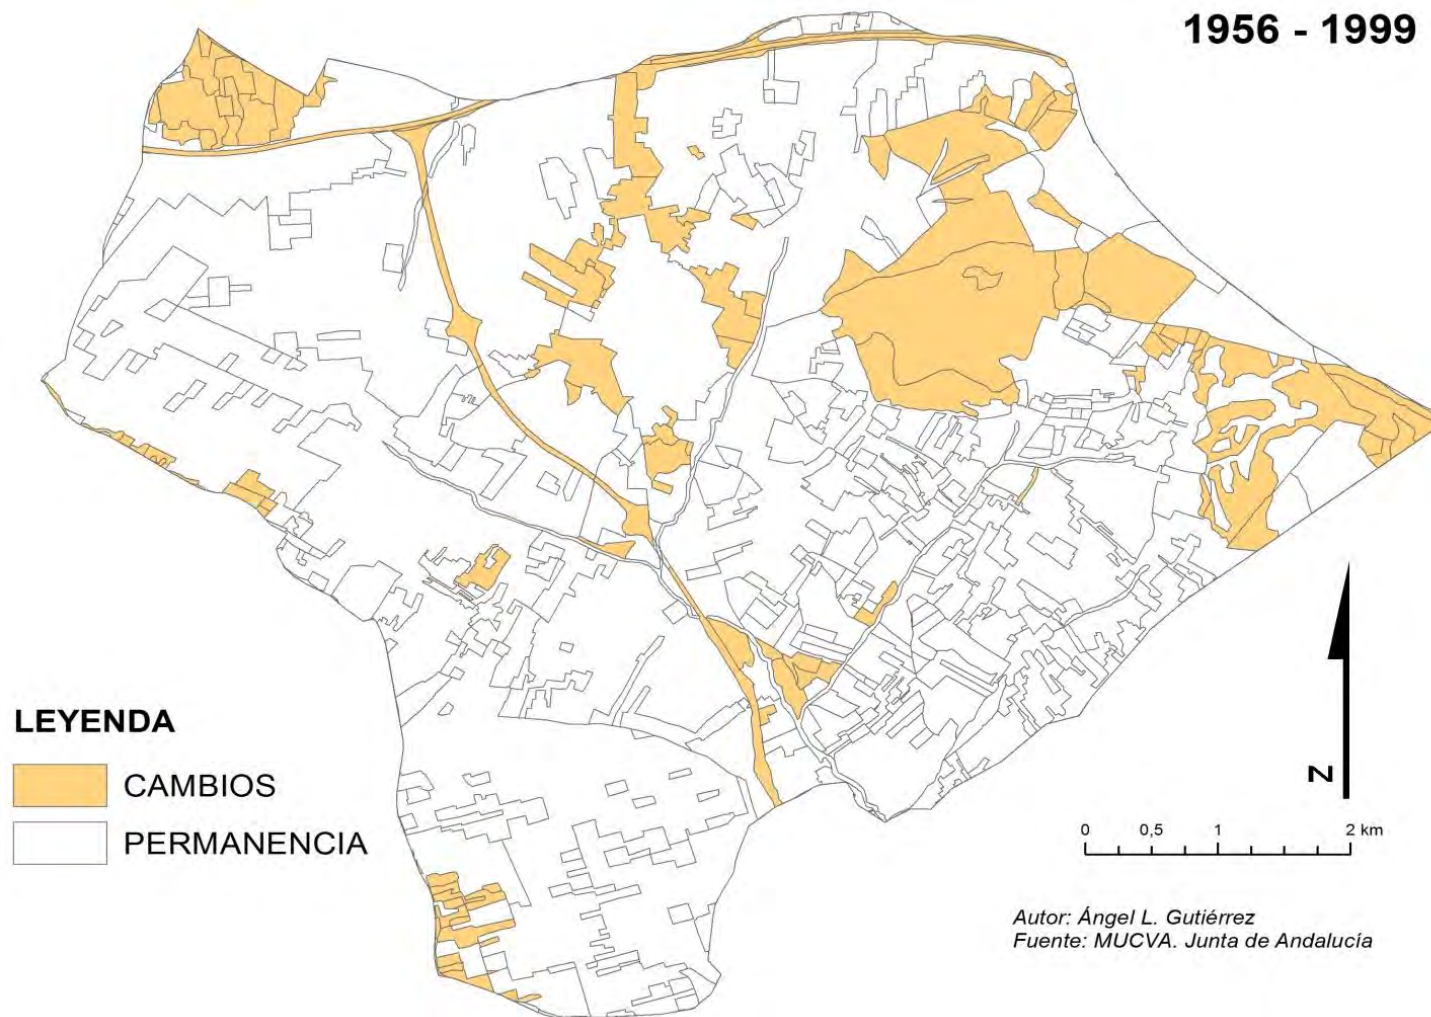 1956 - 1999
LEYENDA
CAMBIOS
PERMANENCIA
N
0 0,5 1 2 km
Autor: Ángel L. Gutiérrez
Fuente: MUCVA. Junta de Andalucía